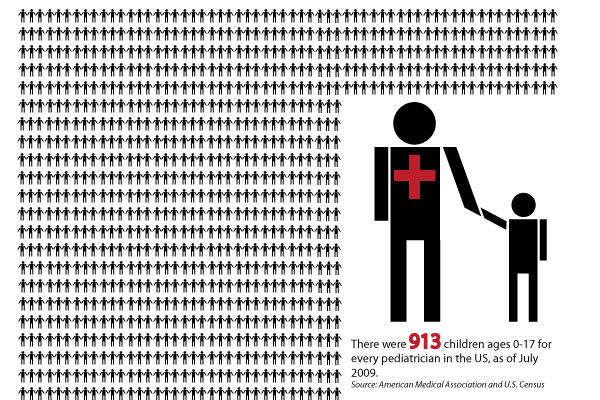 There were 913 children ages 0-17 for
every pediatrician in the US, as of July
2009.
Source: American Medical Association and U.S. Census